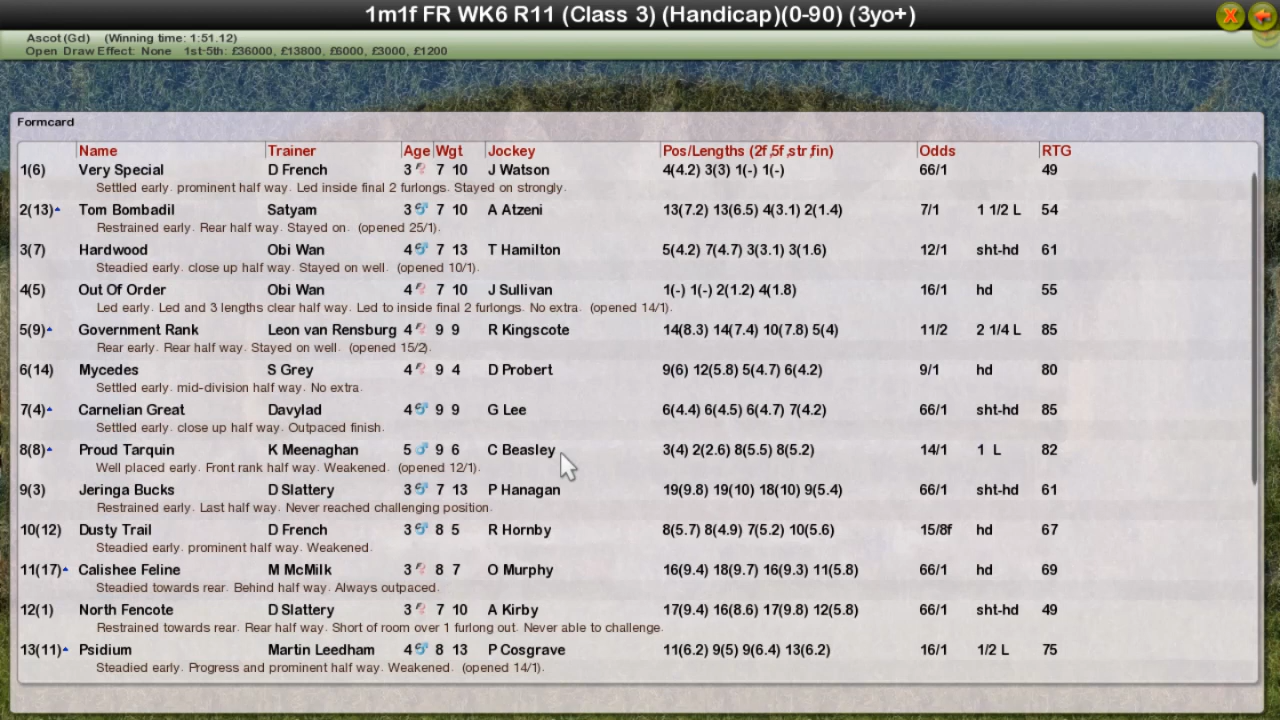 1m1f FR WK6 R11 (Class 3) (Handicap)(0-90) (3yo+)
Ascot(Gd) (Winning time: 1:51.12)
Open Draw Effect: None 1st-5th: £36000, £13800, £6000, £3000, £1200
Formcard
Name Trainer Age Wgt Jockey Pos/Lengths (2f,5f,str,fin) Odds RTG
1(6) Very Special D French 3 7 10 J Watson 4(4.2) 3(3) 1(-) 1(-) 66/1 49
Settled early. prominent half way. Led inside final 2 furlongs. Stayed on strongly.
2(13) Tom Bombadil Satyam 3 7 10 A Atzeni 13(7.2) 13(6.5) 4(3.1) 2(1.4) 7/1 1 1/2 L 54
Restrained early. Rear half way. Stayed on. (opened 25/1).
3(7) Hardwood Obi Wan 4 7 13 T Hamilton 5(4.2) 7(4.7) 3(3.1) 3(1.6) 12/1 sht-hd 61
Steadied early. close up half way. Stayed on well. (opened 10/1).
4(5) Out Of Order Obi Wan 4 7 10 J Sullivan 1(-) 1(-) 2(1.2) 4(1.8) 16/1 hd 55
Led early. Led and 3 lengths clear half way. Led to inside final 2 furlongs. No extra. (opened 14/1).
5(9) Government Rank Leon van Rensburg 4 9 9 R Kingscote 14(8.3) 14(7.4) 10(7.8) 5(4) 11/2 2 1/4 L 85
Rear early. Rear half way. Stayed on well. (opened 15/2).
6(14) Mycedes S Grey 4 9 4 D Probert 9(6) 12(5.8) 5(4.7) 6(4.2) 9/1 hd 80
Settled early. mid-division half way. No extra.
7(4) Carnelian Great Davylad 4 9 9 G Lee 6(4.4) 6(4.5) 6(4.7) 7(4.2) 66/1 sht-hd 85
Settled early. close up half way. Outpaced finish.
8(8) Proud Tarquin K Meenaghan 5 9 6 C Beasley 3(4) 2(2.6) 8(5.5) 8(5.2) 14/1 1 L 82
Well placed early. Front rank half way. Weakened. (opened 12/1).
9(3) Jeringa Bucks D Slattery 3 7 13 P Hanagan 19(9.8) 19(10) 18(10) 9(5.4) 66/1 sht-hd 61
Restrained early. Last half way. Never reached challenging position.
10(12) Dusty Trail D French 3 8 5 R Hornby 8(5.7) 8(4.9) 7(5.2) 10(5.6) 15/8f hd 67
Steadied early. prominent half way. Weakened.
11(17) Calishee Feline M McMilk 3 8 7 O Murphy 16(9.4) 18(9.7) 16(9.3) 11(5.8) 66/1 hd 69
Steadied towards rear. Behind half way. Always outpaced.
12(1) North Fencote D Slattery 3 7 10 A Kirby 17(9.4) 16(8.6) 17(9.8) 12(5.8) 66/1 sht-hd 49
Restrained towards rear. Rear half way. Short of room over 1 furlong out. Never able to challenge.
13(11) Psidium Martin Leedham 4 8 13 P Cosgrave 11(6.2) 9(5) 9(6.4) 13(6.2) 16/1 1/2 L 75
Steadied early. Progress and prominent half way. Weakened. (opened 14/1).